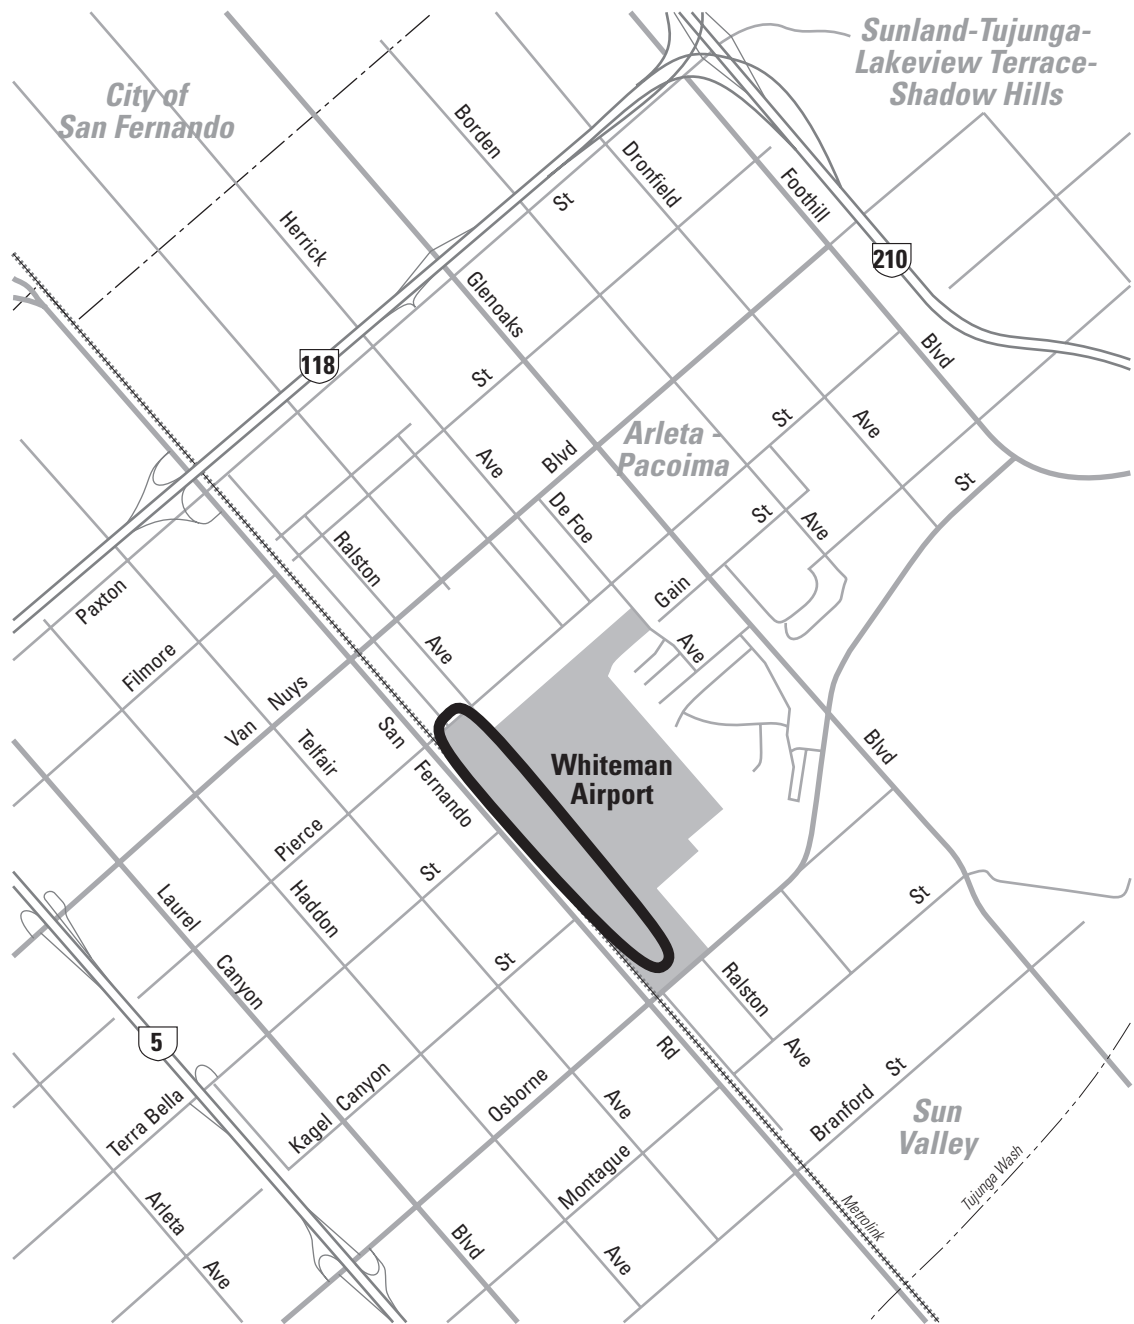 Sunland-Tujunga-
Lakeview Terrace-
Shadow Hills
City of
San Fernando
Borden
Dronfield
Foothill
St
Herrick
210
Glenoaks
118
Blvd
St
St
Ave
Arleta -
Pacoima
Ave
Blvd
St
De Foe
St
Ave
Ralston
Gain
Paxton
Ave
Ave
Filmore
Nuys
Van
San
Telfair
Blvd
Whiteman
Airport
Fernando
Pierce
St
Haddon
Laurel
St
St
Canyon
Ralston
5
Rd
Ave
St
Canyon
Kagel
Osborne
Ave
Terra Bella
Branford
Sun
Valley
Montague
Tujunga Wash
Metrolink
Arleta
Ave
Blvd
Ave